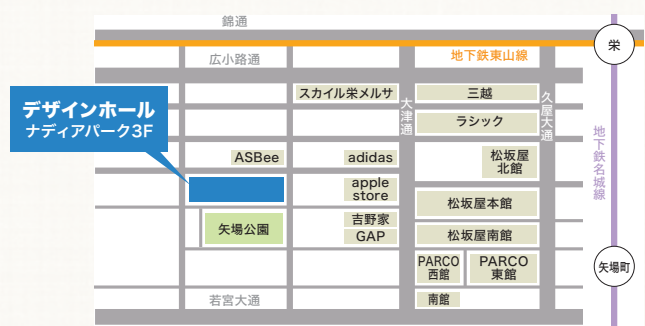 錦通
栄
地下鉄東山線
広小路通
スカイル栄メルサ
三越
大津通
久屋大通
デザインホール
ナディアパーク3F
ラシック
地下鉄名城線
ASBee
adidas
松坂屋
北館
apple
store
松坂屋本館
矢場公園
吉野家
GAP
松坂屋南館
PARCO
西館
PARCO
東館
矢場町
若宮大通
南館